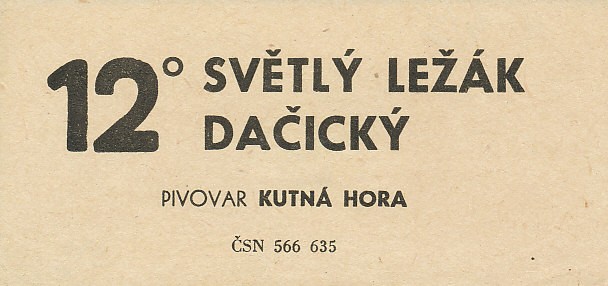 12° SVĚTLÝ LEŽÁK
DAČICKÝ
PIVOVAR KUTNÁ HORA
ČSN 566 635